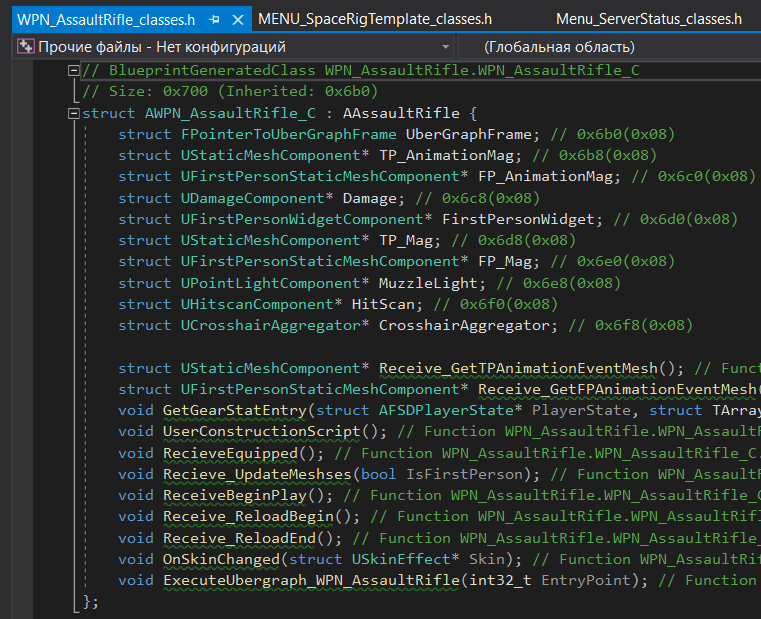 WPN_AssaultRifle_classes.h MENU_SpaceRigTemplate_classes.h Menu_ServerStatus_classes.h
Прочие файлы - Нет конфигураций (Глобальная область)
// BlueprintGeneratedClass WPN_AssaultRifle.WPN_AssaultRifle_C
// Size: 0x700 (Inherited: 0x6b0)
struct AWPN_AssaultRifle_C : AAssaultRifle {
struct FPointerToUberGraphFrame UberGraphFrame; // 0x6b0(0x08)
struct UStaticMeshComponent* TP_AnimationMag; // 0x6b8(0x08)
struct UFirstPersonStaticMeshComponent* FP_AnimationMag; // 0x6c0(0x08)
struct UDamageComponent* Damage; // 0x6c8(0x08)
struct UFirstPersonWidgetComponent* FirstPersonWidget; // 0x6d0(0x08)
struct UStaticMeshComponent* TP_Mag; // 0x6d8(0x08)
struct UFirstPersonStaticMeshComponent* FP_Mag; // 0x6e0(0x08)
struct UPointLightComponent* MuzzleLight; // 0x6e8(0x08)
struct UHitscanComponent* HitScan; // 0x6f0(0x08)
struct UCrosshairAggregator* CrosshairAggregator; // 0x6f8(0x08)
struct UStaticMeshComponent* Receive_GetTPAnimationEventMesh(); // Funct
struct UFirstPersonStaticMeshComponent* Receive_GetFPAnimationEventMesh(
void GetGearStatEntry(struct AFSDPlayerState* PlayerState, struct TArray
void UserConstructionScript(); // Function WPN_AssaultRifle.WPN_AssaultR
void RecieveEquipped(); // Function WPN_AssaultRifle.WPN_AssaultRifle_C.
void Recieve_UpdateMeshses(bool IsFirstPerson); // Function WPN_AssaultR
void ReceiveBeginPlay(); // Function WPN_AssaultRifle.WPN_AssaultRifle_C
void Receive_ReloadBegin(); // Function WPN_AssaultRifle.WPN_AssaultRifl
void Receive_ReloadEnd(); // Function WPN_AssaultRifle.WPN_AssaultRifle_
void OnSkinChanged(struct USkinEffect* Skin); // Function WPN_AssaultRif
void ExecuteUbergraph_WPN_AssaultRifle(int32_t EntryPoint); // Function
};